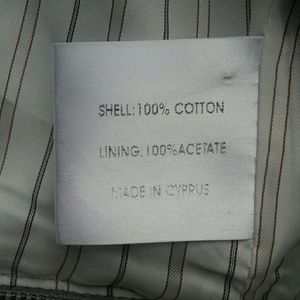 SHELL:100% COTTON
LINING, 100%ACETATE
MADE IN CYPRUS